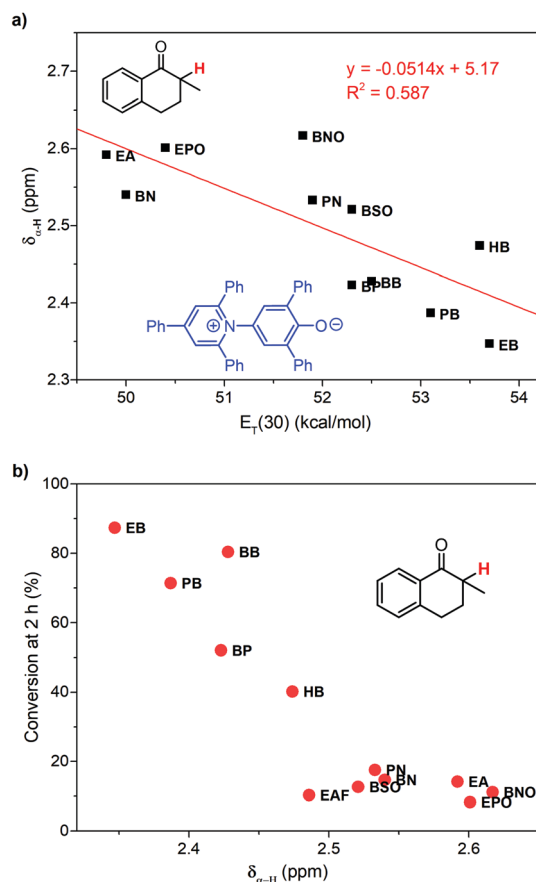 a)
O
H
y = -0.0514x + 5.17
R² = 0.587
2.7
2.6
2.5
2.4
2.3
δα-H (ppm)
EA
EPO
BN
BNO
PN
BSO
HB
BP
BB
PB
EB
Ph
Ph
Ph
N
⊕
O
⊖
Ph
Ph
50
51
52
53
54
ET(30) (kcal/mol)
b)
100
80
60
40
20
0
Conversion at 2 h (%)
EB
BB
PB
BP
HB
O
H
PN
BN
BSO
EAF
EA
BNO
EPO
2.4
2.5
2.6
δα-H (ppm)